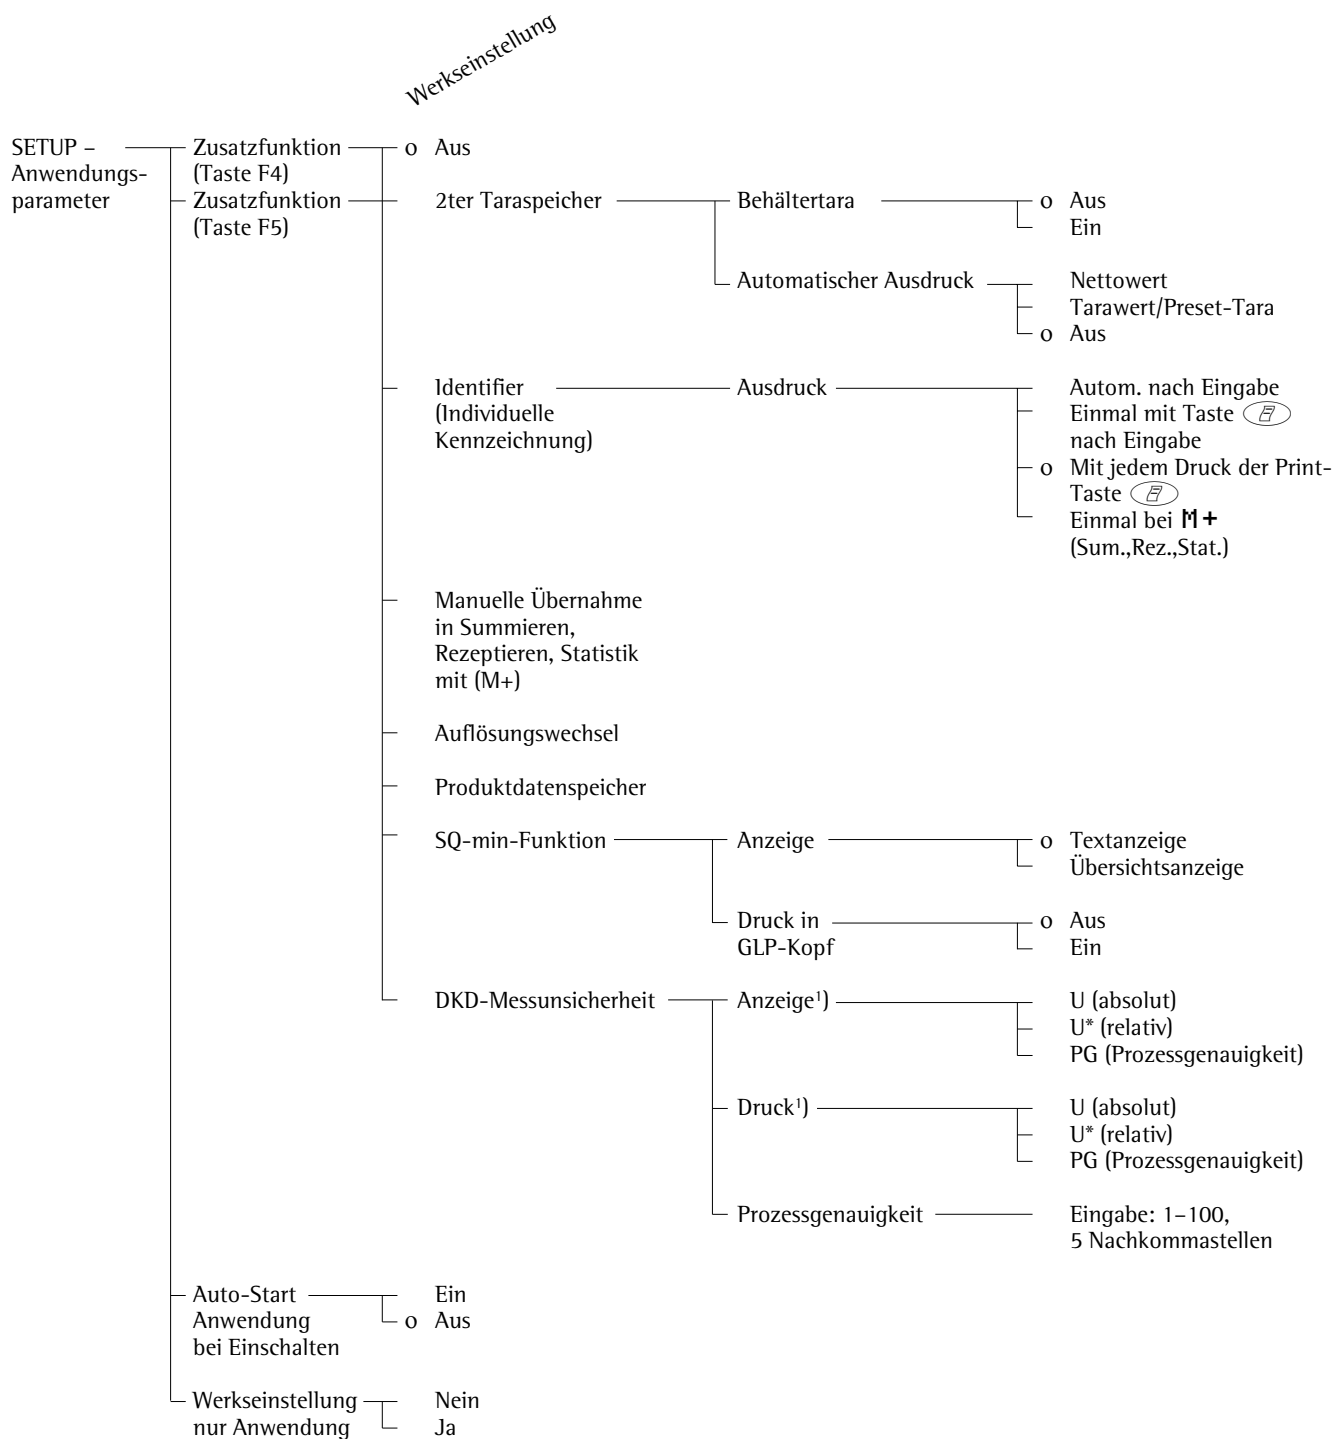 Werkseinstellung
SETUP – Zusatzfunktion o Aus
Anwendungs- (Taste F4)
parameter Zusatzfunktion 2ter Taraspeicher Behältertara o Aus
(Taste F5) Ein
Automatischer Ausdruck Nettowert
Tarawert/Preset-Tara
o Aus
Identifier Ausdruck Autom. nach Eingabe
(Individuelle Einmal mit Taste
Kennzeichnung) nach Eingabe
o Mit jedem Druck der Print-
Taste
Einmal bei M+
(Sum.,Rez.,Stat.)
Manuelle Übernahme
in Summieren,
Rezeptieren, Statistik
mit (M+)
Auflösungswechsel
Produktdatenspeicher
SQ-min-Funktion Anzeige o Textanzeige
Übersichtsanzeige
Druck in o Aus
GLP-Kopf Ein
DKD-Messunsicherheit Anzeige¹) U (absolut)
U* (relativ)
PG (Prozessgenauigkeit)
Druck¹) U (absolut)
U* (relativ)
PG (Prozessgenauigkeit)
Prozessgenauigkeit Eingabe: 1–100,
5 Nachkommastellen
Auto-Start Ein
Anwendung o Aus
bei Einschalten
Werkseinstellung Nein
nur Anwendung Ja